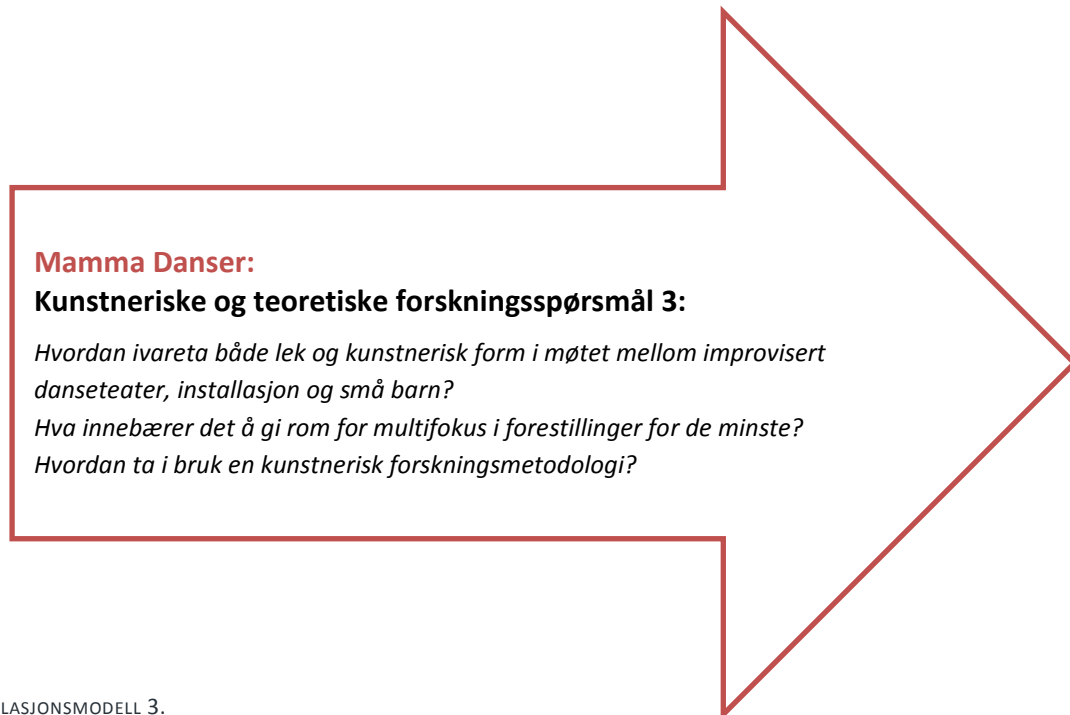 Mamma Danser:
Kunstneriske og teoretiske forskningsspørsmål 3:
Hvordan ivareta både lek og kunstnerisk form i møtet mellom improvisert
danseteater, installasjon og små barn?
Hva innebærer det å gi rom for multifokus i forestillinger for de minste?
Hvordan ta i bruk en kunstnerisk forskningsmetodologi?
LASJONSMODELL 3.